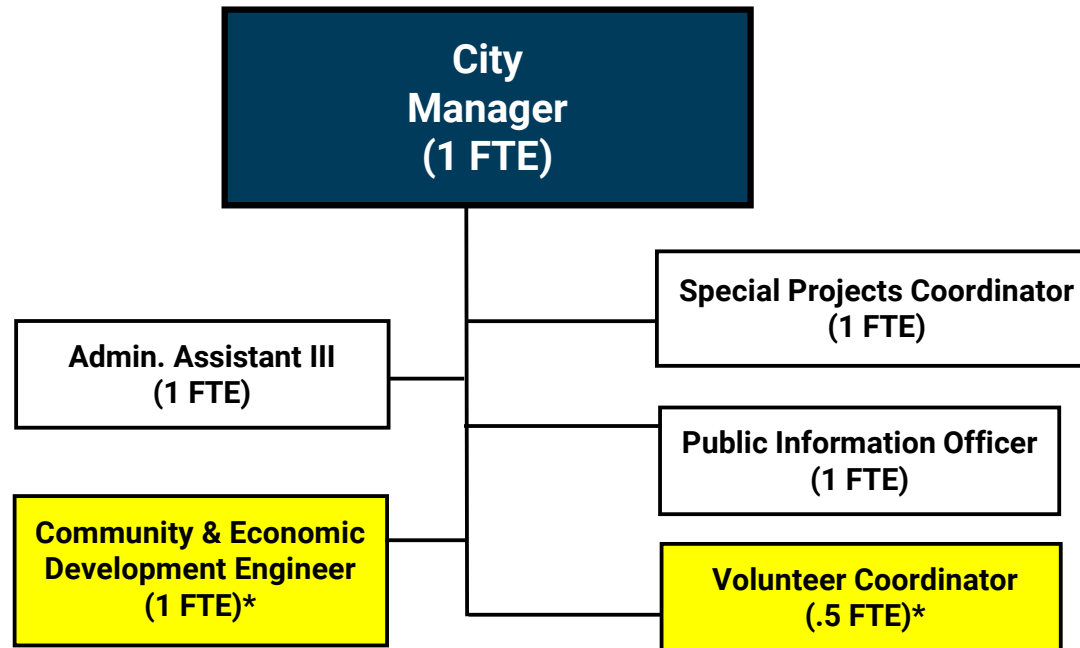 City
Manager
(1 FTE)
Special Projects Coordinator
(1 FTE)
Admin. Assistant III
(1 FTE)
Public Information Officer
(1 FTE)
Community & Economic
Development Engineer
(1 FTE)*
Volunteer Coordinator
(.5 FTE)*